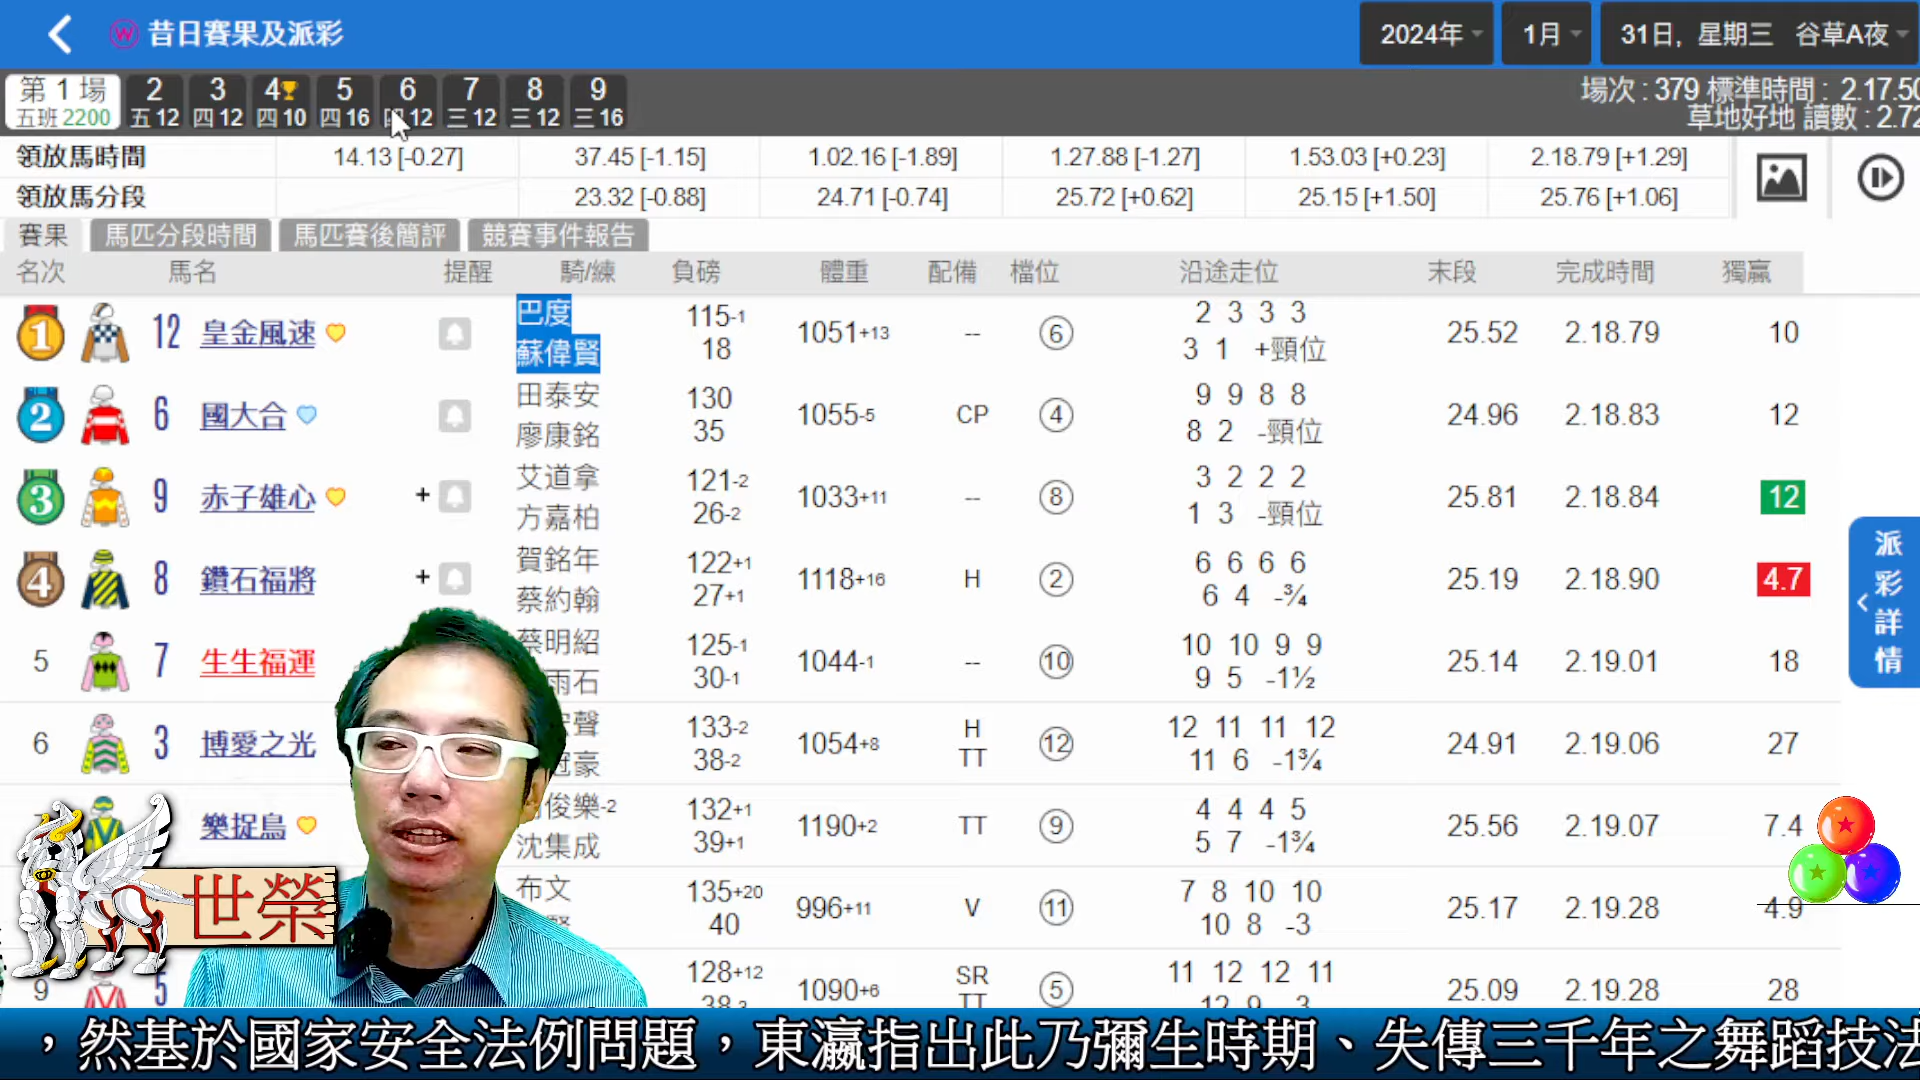 昔日賽果及派彩 2024年 1月 31日, 星期三 谷草A夜
第 1 場 2 3 4 5 6 7 8 9
五班 2200 五 12 四 12 四 10 四 16 12 三 12 三 12 三 16
場次 : 379 標準時間 : 2.17.50
草地好地 讀數 : 2.72
領放馬時間 14.13 [-0.27] 37.45 [-1.15] 1.02.16 [-1.89] 1.27.88 [-1.27] 1.53.03 [+0.23] 2.18.79 [+1.29]
領放馬分段 23.32 [-0.88] 24.71 [-0.74] 25.72 [+0.62] 25.15 [+1.50] 25.76 [+1.06]
賽果 馬匹分段時間 馬匹賽後簡評 競賽事件報告
名次 馬名 提醒 騎/練 負磅 體重 配備 檔位 沿途走位 末段 完成時間 獨贏
1 12 皇金風速 巴度 115-1 1051+13 -- 6 2 3 3 3 25.52 2.18.79 10
蘇偉賢 18 3 1 +頸位
2 6 國大合 田泰安 130 1055-5 CP 4 9 9 8 8 24.96 2.18.83 12
廖康銘 35 8 2 -頸位
3 9 赤子雄心 + 艾道拿 121-2 1033+11 -- 8 3 2 2 2 25.81 2.18.84 12
方嘉柏 26-2 1 3 -頸位
4 8 鑽石福將 + 賀銘年 122+1 1118+16 H 2 6 6 6 6 25.19 2.18.90 4.7
蔡約翰 27+1 6 4 -¾
5 7 生生福運 蔡明紹 125-1 1044-1 -- 10 10 10 9 9 25.14 2.19.01 18
雨石 30-1 9 5 -1½
6 3 博愛之光 聲 133-2 1054+8 H TT 12 12 11 11 12 24.91 2.19.06 27
冠豪 38-2 11 6 -1¾
樂捉鳥 俊樂-2 132+1 1190+2 TT 9 4 4 4 5 25.56 2.19.07 7.4
沈集成 39+1 5 7 -1¾
布文 135+20 996+11 V 11 7 8 10 10 25.17 2.19.28 4.9
40 10 8 -3
9 5 128+12 1090+6 SR TT 5 11 12 12 11 25.09 2.19.28 28
12 9 3
派彩詳情
世榮
，然基於國家安全法例問題，東瀛指出此乃彌生時期、失傳三千年之舞蹈技法